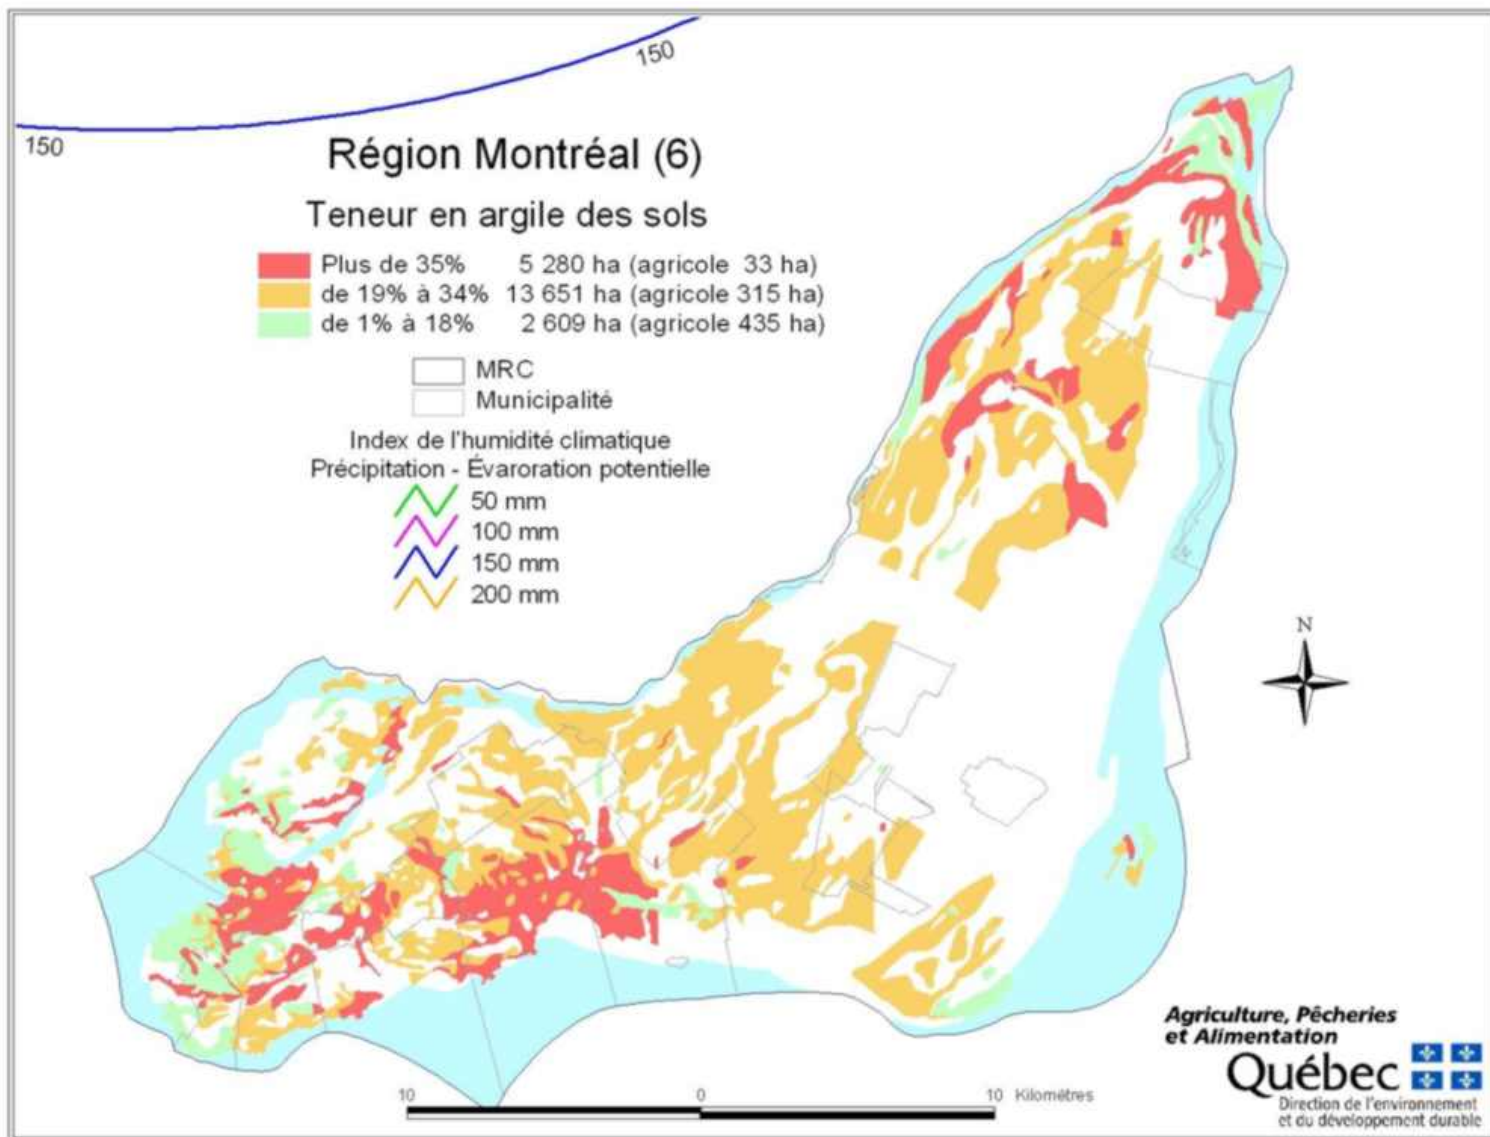 150
150
Région Montréal (6)
Teneur en argile des sols
Plus de 35% 5 280 ha (agricole 33 ha)
de 19% à 34% 13 651 ha (agricole 315 ha)
de 1% à 18% 2 609 ha (agricole 435 ha)
MRC
Municipalité
Index de l'humidité climatique
Précipitation - Évaroration potentielle
50 mm
100 mm
150 mm
200 mm
N
Agriculture, Pêcheries
et Alimentation
Québec
Direction de l'environnement
et du développement durable
10 0 10 Kilomètres